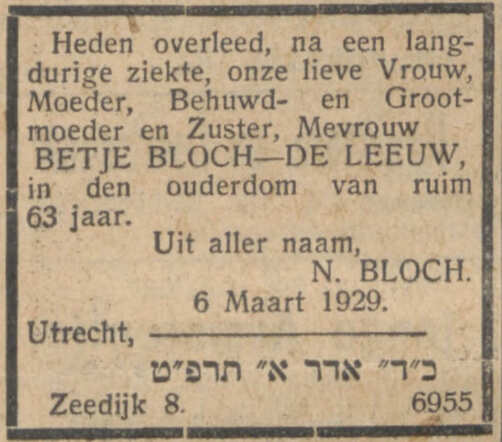 Heden overleed, na een lang-
durige ziekte, onze lieve Vrouw,
Moeder, Behuwd- en Groot-
moeder en Zuster, Mevrouw
BETJE BLOCH—DE LEEUW,
in den ouderdom van ruim
63 jaar.
Uit aller naam,
N. BLOCH.
6 Maart 1929.
Utrecht,
כ״ד״ אדר א״ תרפ״ט
Zeedijk 8. 6955